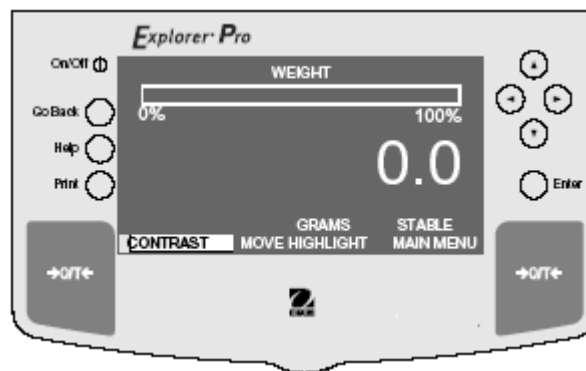 Explorer Pro
On/Off
WEIGHT
Go Back
0% 100%
Help
0.0
Print
Enter
GRAMS STABLE
CONTRAST MOVE HIGHLIGHT MAIN MENU
→0/T← →0/T←